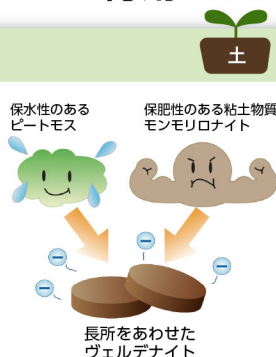 土
保水性のある
ピートモス
保肥性のある粘土物質
モンモリロナイト
⊖
⊖
⊖
⊖
長所をあわせた
ヴェルデナイト